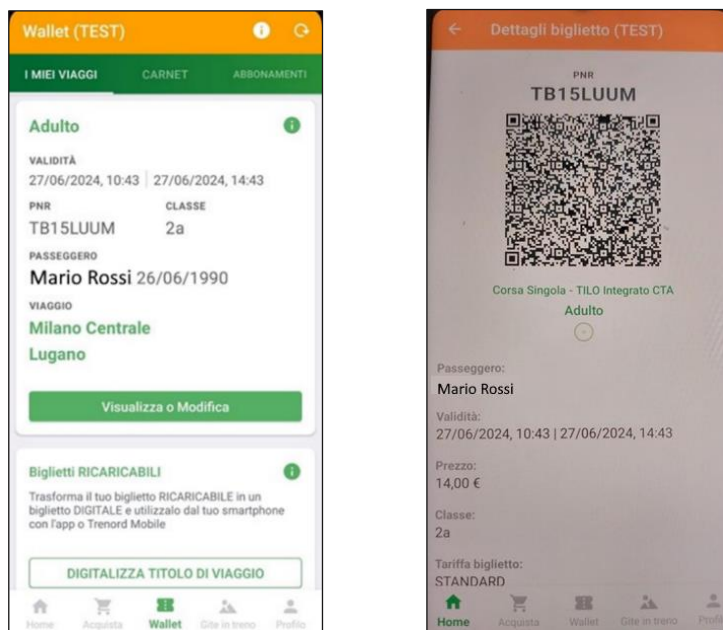 Wallet (TEST)
I MIEI VIAGGI CARNET ABBONAMENTI
Adulto
VALIDITÀ
27/06/2024, 10:43 | 27/06/2024, 14:43
PNR CLASSE
TB15LUUM 2a
PASSEGGERO
Mario Rossi 26/06/1990
VIAGGIO
Milano Centrale
Lugano
Visualizza o Modifica
Biglietti RICARICABILI
Trasforma il tuo biglietto RICARICABILE in un
biglietto DIGITALE e utilizzalo dal tuo smartphone
con l'app o Trenord Mobile
DIGITALIZZA TITOLO DI VIAGGIO
Home Acquista Wallet Gite in treno Profilo
Dettagli biglietto (TEST)
PNR
TB15LUUM
Corsa Singola - TILO Integrato CTA
Adulto
Passeggero:
Mario Rossi
Validità:
27/06/2024, 10:43 | 27/06/2024, 14:43
Prezzo:
14,00 €
Classe:
2a
Tariffa biglietto:
STANDARD
Home Acquista Wallet Gite in treno Profilo